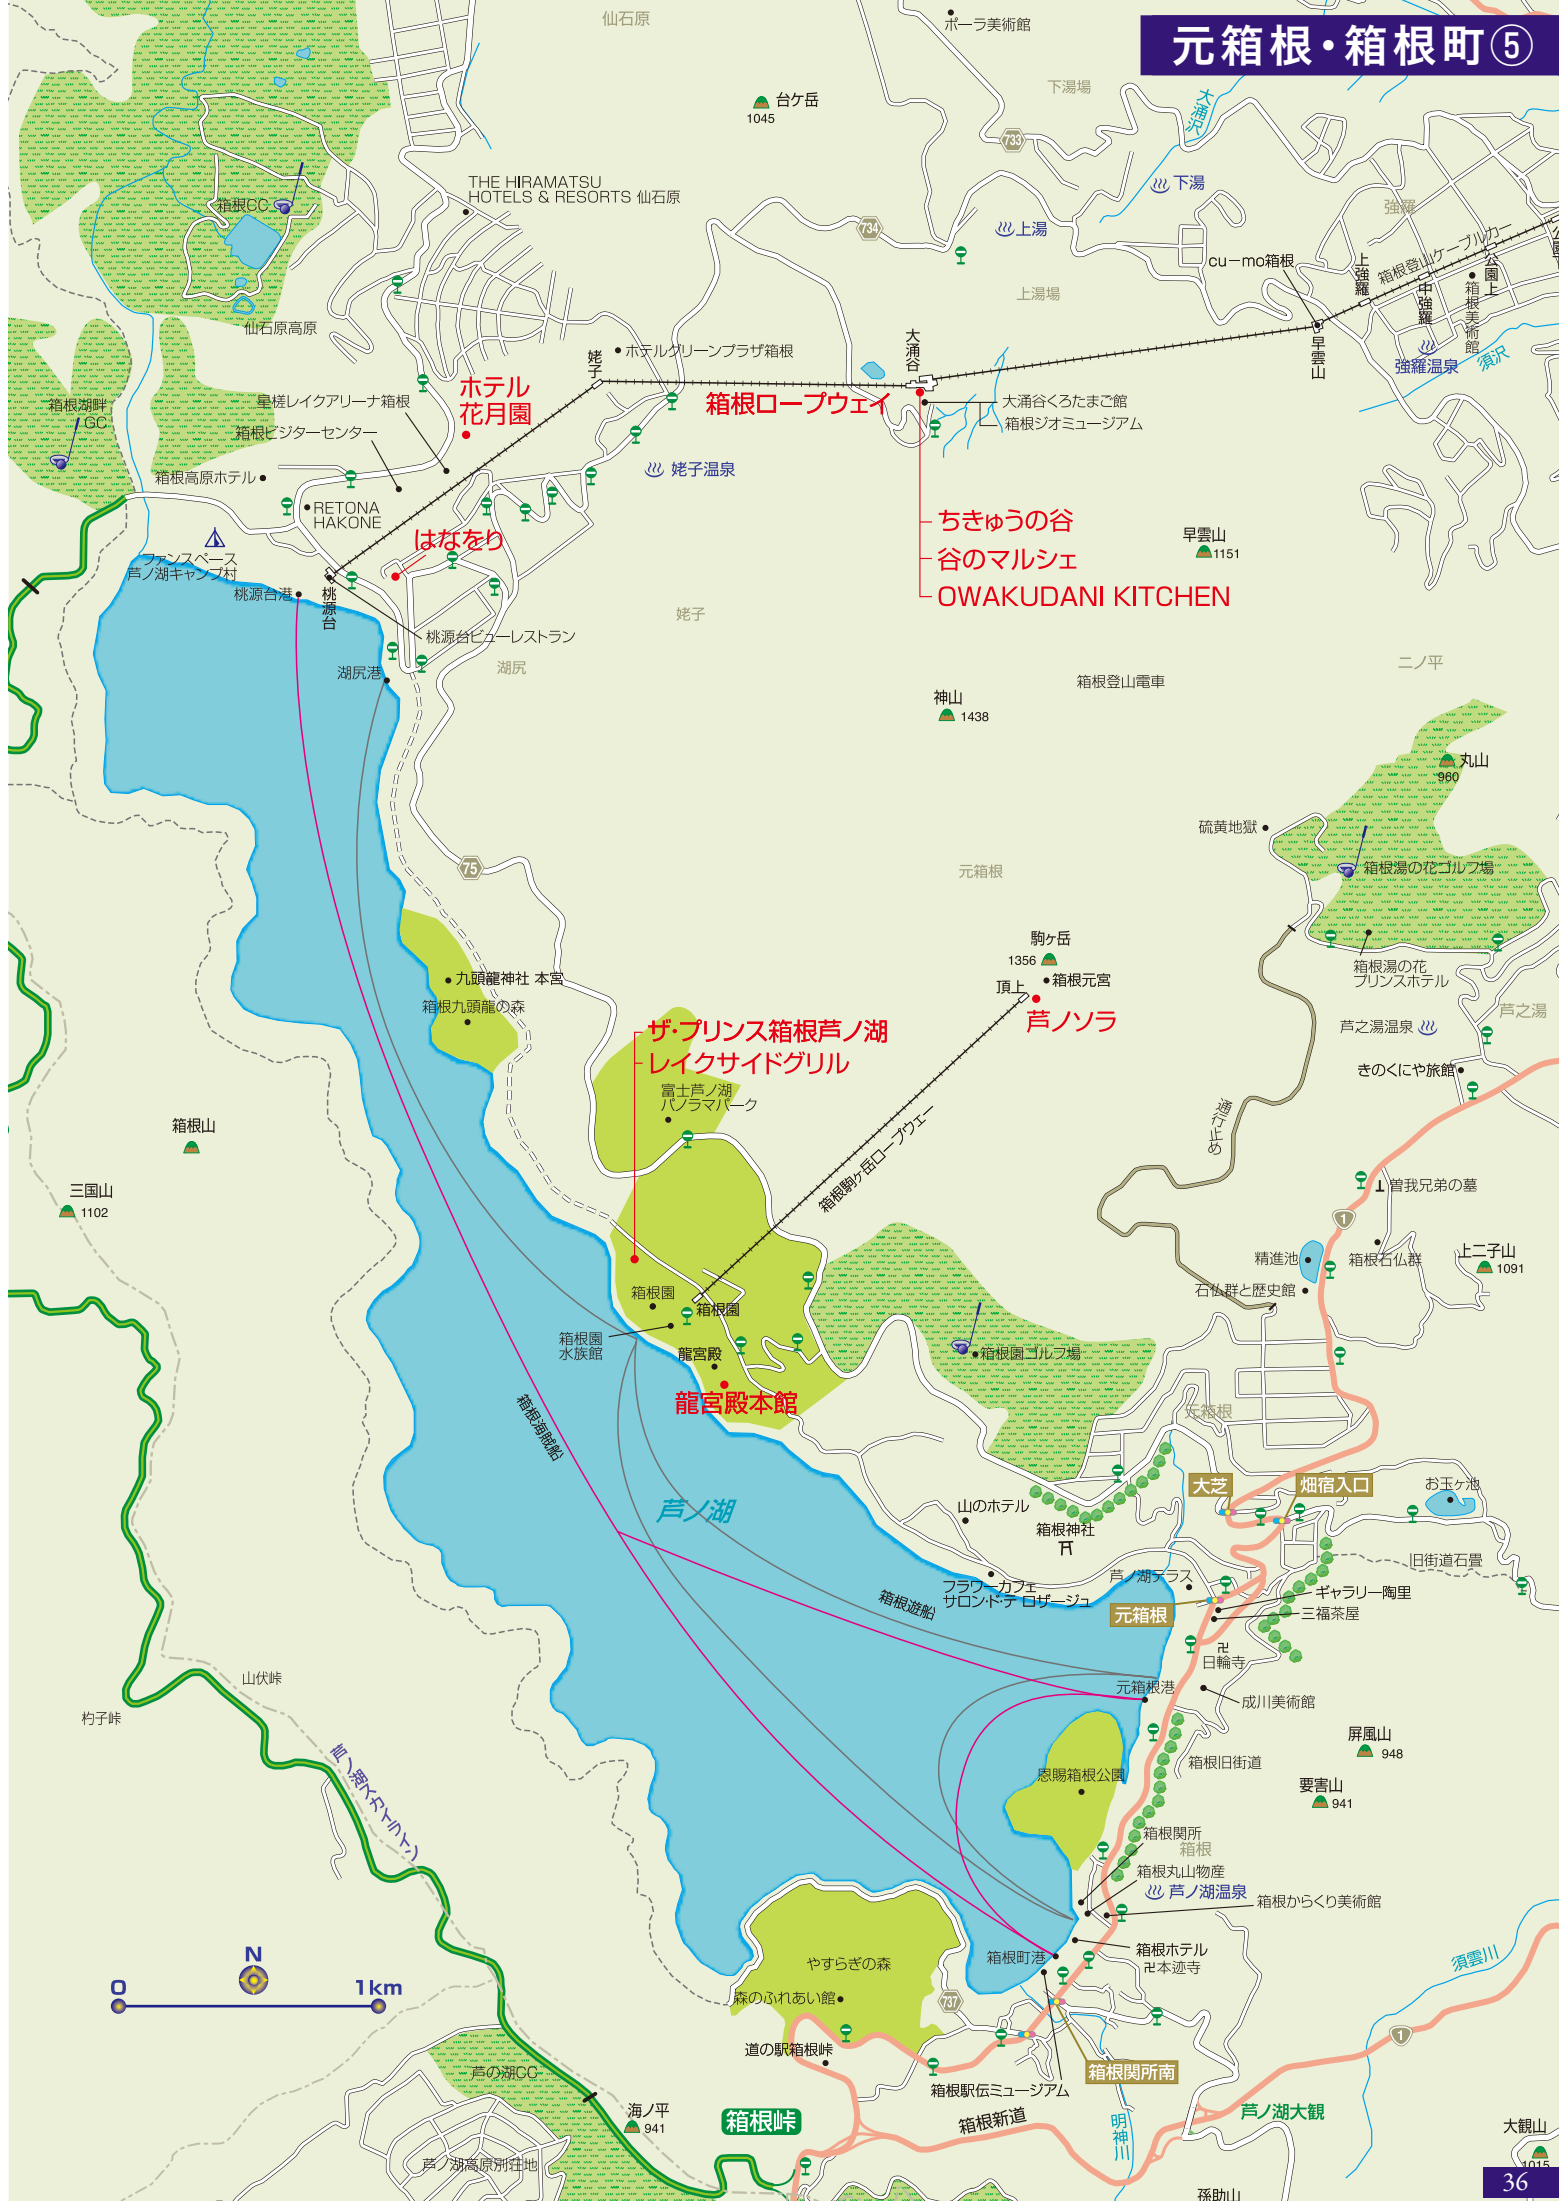 元箱根・箱根町⑤
仙石原
ポーラ美術館
台ケ岳
1045
下湯場
大涌沢
733
THE HIRAMATSU
HOTELS & RESORTS 仙石原
箱根CC
下湯
強羅
734
上湯
cu－mo箱根
上強羅
箱根登山ケーブルカー
中強羅
公園上
箱根美術館
上湯場
仙石原高原
姥子
ホテルグリーンプラザ箱根
大涌谷
早雲山
強羅温泉
須沢
ホテル
花月園
箱根ロープウェイ
大涌谷くろたまご館
箱根ジオミュージアム
箱根湖畔
GC
星槎レイクアリーナ箱根
箱根ビジターセンター
箱根高原ホテル
姥子温泉
RETONA
HAKONE
はなをり
ちきゅうの谷
谷のマルシェ
OWAKUDANI KITCHEN
早雲山
1151
ファンスペース
芦ノ湖キャンプ村
桃源台港
桃源台
姥子
桃源台ビューレストラン
湖尻港
湖尻
箱根登山電車
二ノ平
神山
1438
丸山
960
硫黄地獄
箱根湯の花ゴルフ場
75
元箱根
駒ケ岳
1356
箱根元宮
頂上
芦ノソラ
九頭龍神社 本宮
箱根九頭龍の森
箱根湯の花
プリンスホテル
芦之湯
芦之湯温泉
きのくにや旅館
ザ・プリンス箱根芦ノ湖
レイクサイドグリル
富士芦ノ湖
パノラマパーク
箱根駒ケ岳ロープウェー
通行止め
箱根山
三国山
1102
曽我兄弟の墓
1
精進池
箱根石仏群
上二子山
1091
石仏群と歴史館
箱根園
箱根園
箱根園
水族館
龍宮殿
龍宮殿本館
箱根園ゴルフ場
箱根海賊船
元箱根
芦ノ湖
大芝
畑宿入口
お玉ヶ池
山のホテル
箱根神社
旧街道石畳
フラワーカフェ
サロン・ド・テ ロザージュ
芦ノ湖テラス
箱根遊船
元箱根
ギャラリー陶里
三福茶屋
日輪寺
元箱根港
成川美術館
山伏峠
杓子峠
屏風山
948
箱根旧街道
芦ノ湖スカイライン
恩賜箱根公園
要害山
941
箱根関所
箱根
箱根丸山物産
芦ノ湖温泉
箱根からくり美術館
N
0
1km
やすらぎの森
箱根町港
箱根ホテル
卍本迹寺
須雲川
森のふれあい館
737
道の駅箱根峠
1
箱根関所南
箱根駅伝ミュージアム
芦の湖CC
海ノ平
941
箱根峠
箱根新道
明神川
芦ノ湖大観
大観山
1015
芦ノ湖高原別荘地
孫助山
36